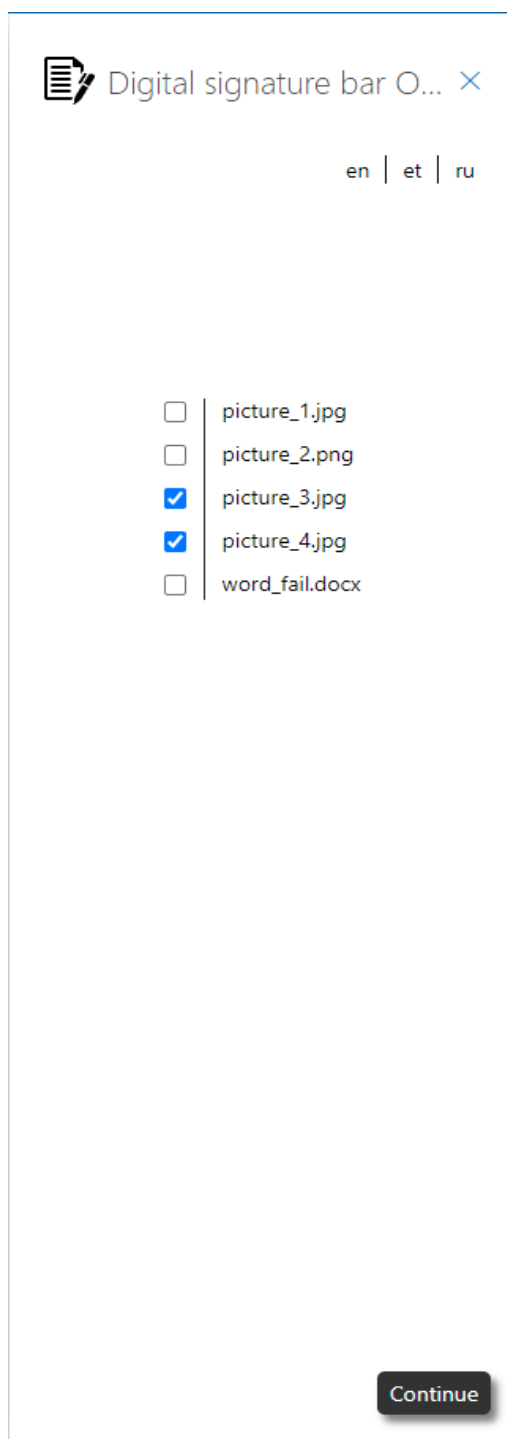 Digital signature bar O...
en et ru
picture_1.jpg
picture_2.png
picture_3.jpg
picture_4.jpg
word_fail.docx
Continue